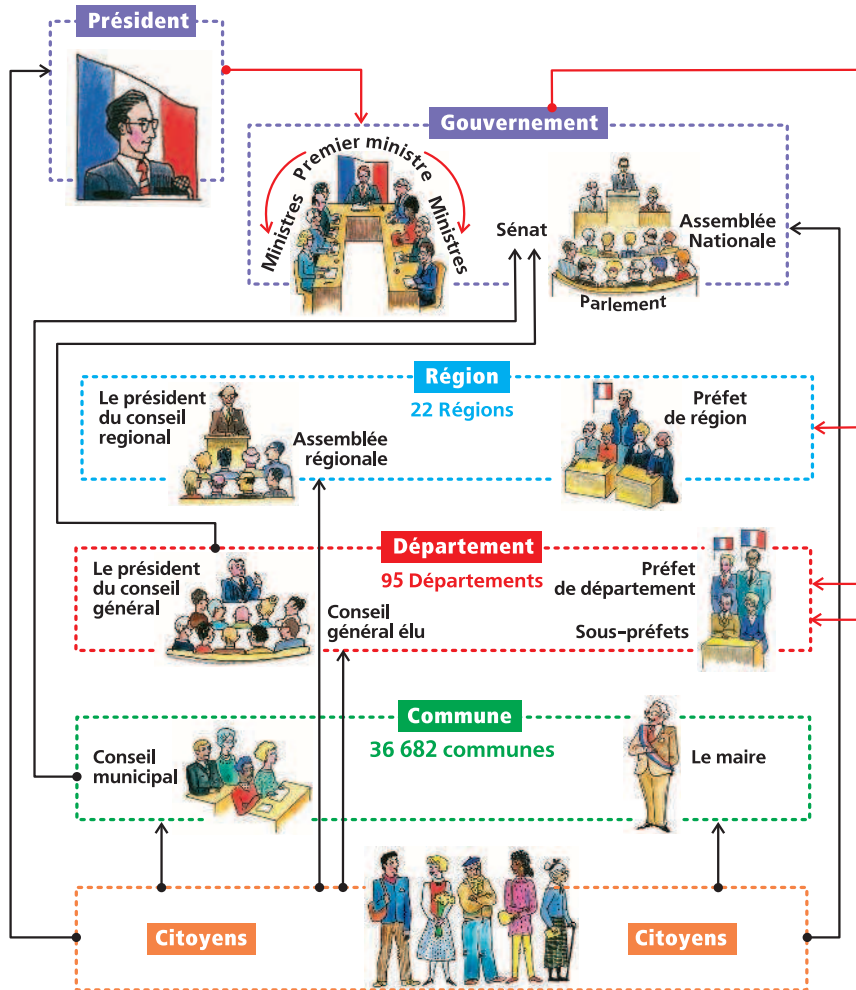 Président
Gouvernement
Premier ministre
Ministres
Ministres
Sénat
Assemblée
Nationale
Parlement
Région
22 Régions
Le président
du conseil
regional
Assemblée
régionale
Préfet
de région
Département
95 Départements
Le président
du conseil
général
Conseil
général élu
Préfet
de département
Sous-préfets
Commune
36 682 communes
Conseil
municipal
Le maire
Citoyens
Citoyens